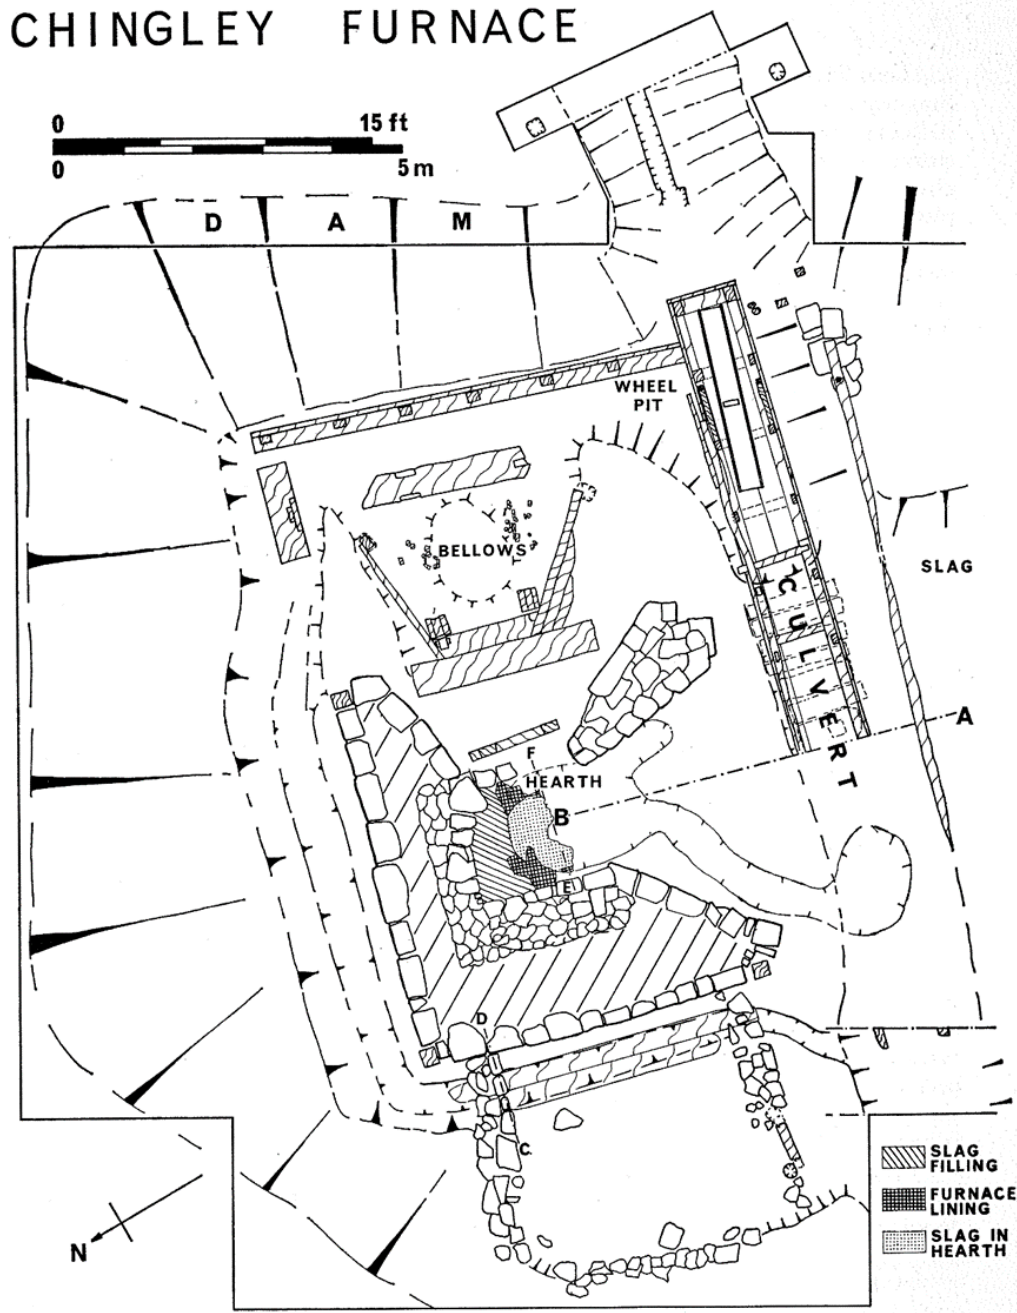 CHINGLEY FURNACE
0 15 ft
0 5 m
D A M
WHEEL
PIT
BELLOWS
CULVERT
SLAG
A
F
HEARTH
B
E
D
C
N
SLAG
FILLING
FURNACE
LINING
SLAG IN
HEARTH